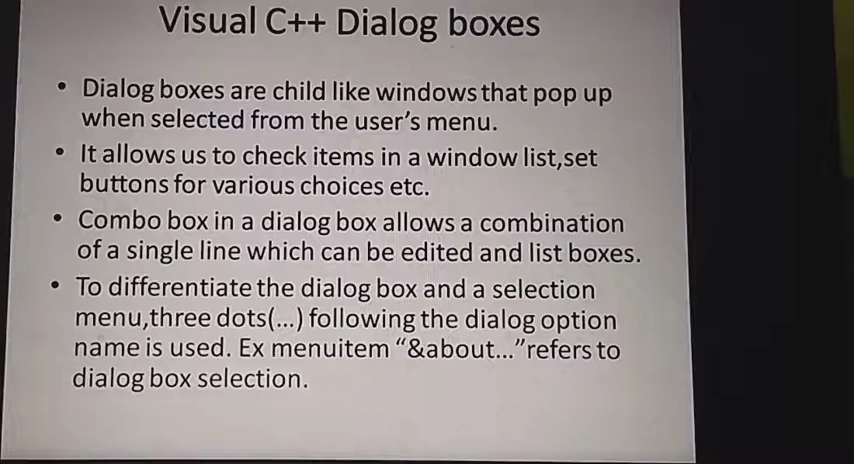 Visual C++ Dialog boxes
• Dialog boxes are child like windows that pop up
when selected from the user's menu.
• It allows us to check items in a window list,set
buttons for various choices etc.
• Combo box in a dialog box allows a combination
of a single line which can be edited and list boxes.
• To differentiate the dialog box and a selection
menu,three dots(...) following the dialog option
name is used. Ex menuitem “&about...”refers to
dialog box selection.